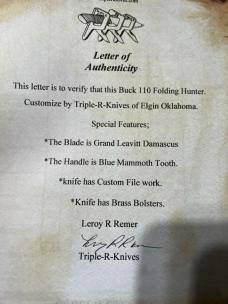 Letter of
Authenticity
This letter is to verify that this Buck 110 Folding Hunter.
Customize by Triple-R-Knives of Elgin Oklahoma.
Special Features;
*The Blade is Grand Leavitt Damascus
*The Handle is Blue Mammoth Tooth.
*knife has Custom File work.
*Knife has Brass Bolsters.
Leroy R Remer
Leroy R Remer
Triple-R-Knives